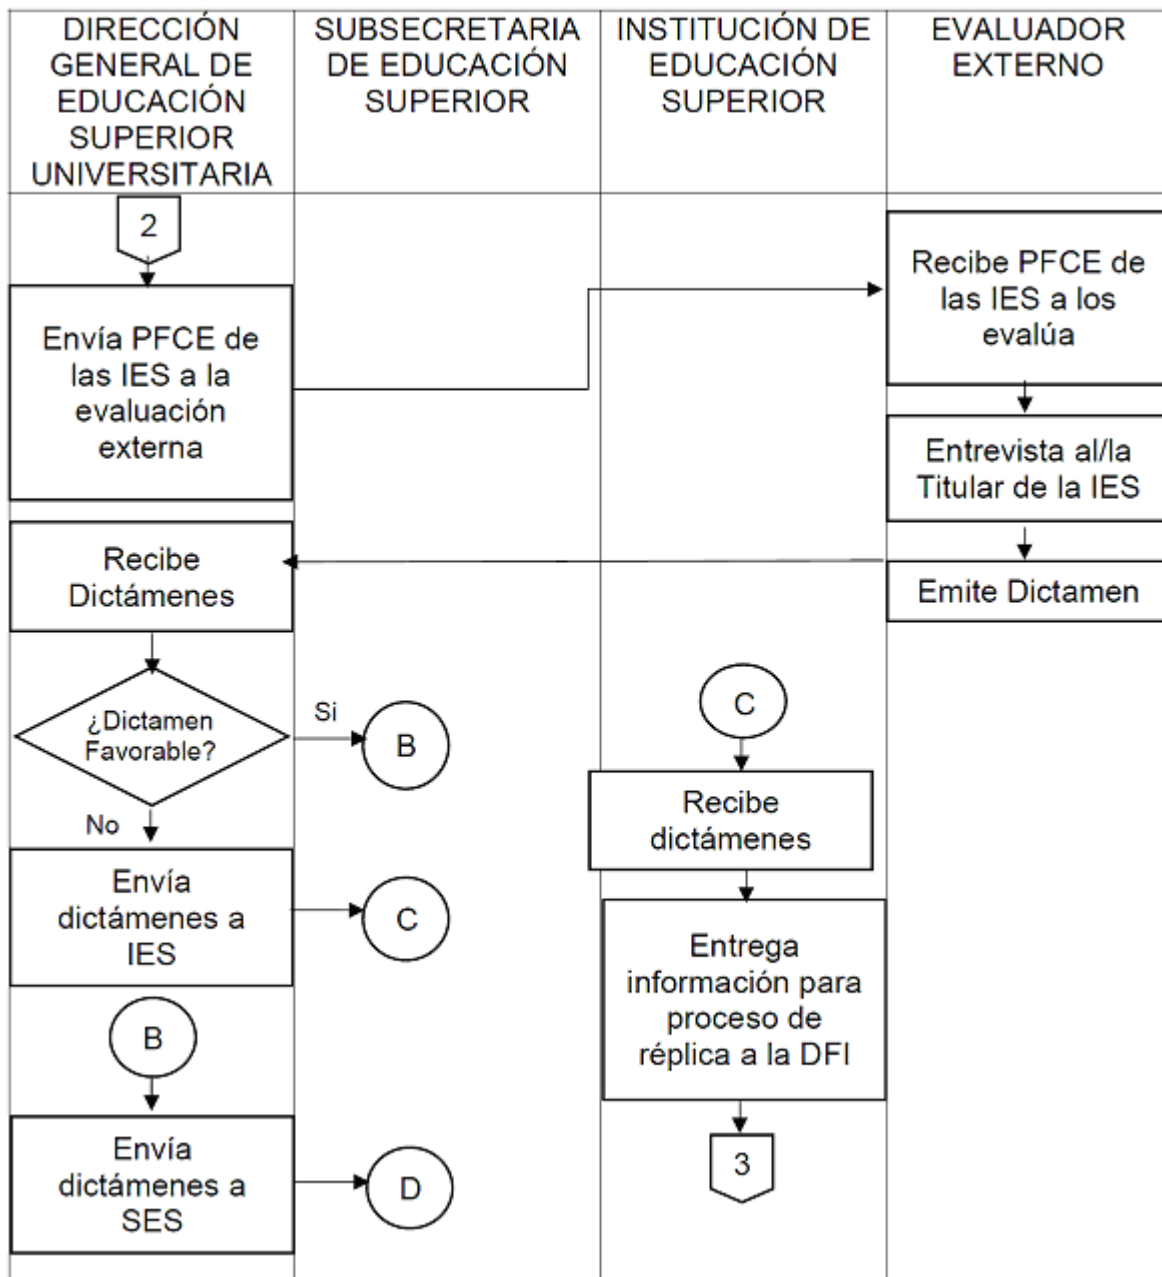 DIRECCIÓN
GENERAL DE
EDUCACIÓN
SUPERIOR
UNIVERSITARIA
SUBSECRETARIA
DE EDUCACIÓN
SUPERIOR
INSTITUCIÓN DE
EDUCACIÓN
SUPERIOR
EVALUADOR
EXTERNO
2
Envía PFCE de
las IES a la
evaluación
externa
Recibe PFCE de
las IES a los
evalúa
Entrevista al/la
Titular de la IES
Emite Dictamen
Recibe
Dictámenes
¿Dictamen
Favorable?
Si
B
No
Envía
dictámenes a
IES
C
C
Recibe
dictámenes
Entrega
información para
proceso de
réplica a la DFI
3
B
Envía
dictámenes a
SES
D